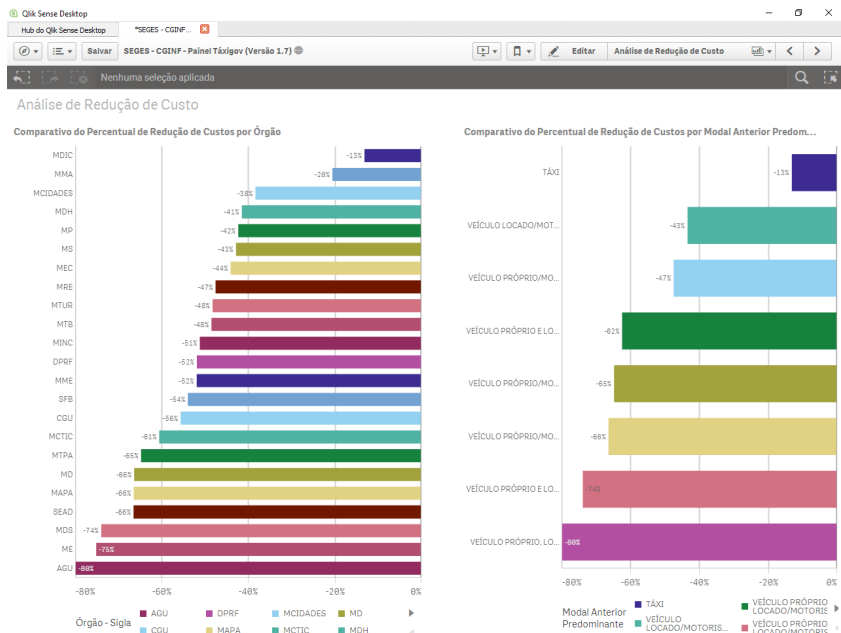 Qlik Sense Desktop
Hub do Qlik Sense Desktop
*SEGES - CGINF...
Salvar
SEGES - CGINF - Painel Táxigov (Versão 1.7)
Editar
Análise de Redução de Custo
Nenhuma seleção aplicada
Análise de Redução de Custo
Comparativo do Percentual de Redução de Custos por Órgão
MDIC -13%
MMA -20%
MCIDADES -38%
MDH -41%
MP -42%
MS -43%
MEC -44%
MRE -47%
MTUR -48%
MTB -48%
MINC -51%
DPRF -52%
MME -52%
SFB -54%
CGU -56%
MCTIC -61%
MTPA -65%
MD -66%
MAPA -66%
SEAD -66%
MDS -74%
ME -75%
AGU -80%
-80% -60% -40% -20% 0%
Órgão - Sigla
AGU DPRF MCIDADES MD
CGU MAPA MCTIC MDH
Comparativo do Percentual de Redução de Custos por Modal Anterior Predom...
TÁXI -13%
VEÍCULO LOCADO/MOT... -43%
VEÍCULO PRÓPRIO/MO... -47%
VEÍCULO PRÓPRIO E LO... -62%
VEÍCULO PRÓPRIO/MO... -65%
VEÍCULO PRÓPRIO/MO... -66%
VEÍCULO PRÓPRIO E LO... -74%
VEÍCULO PRÓPRIO, LO... -80%
-80% -60% -40% -20% 0%
Modal Anterior
Predominante
TÁXI
VEÍCULO
LOCADO/MOTORIS...
VEÍCULO PRÓPRIO
LOCADO/MOTORIS
VEÍCULO PRÓPRIO